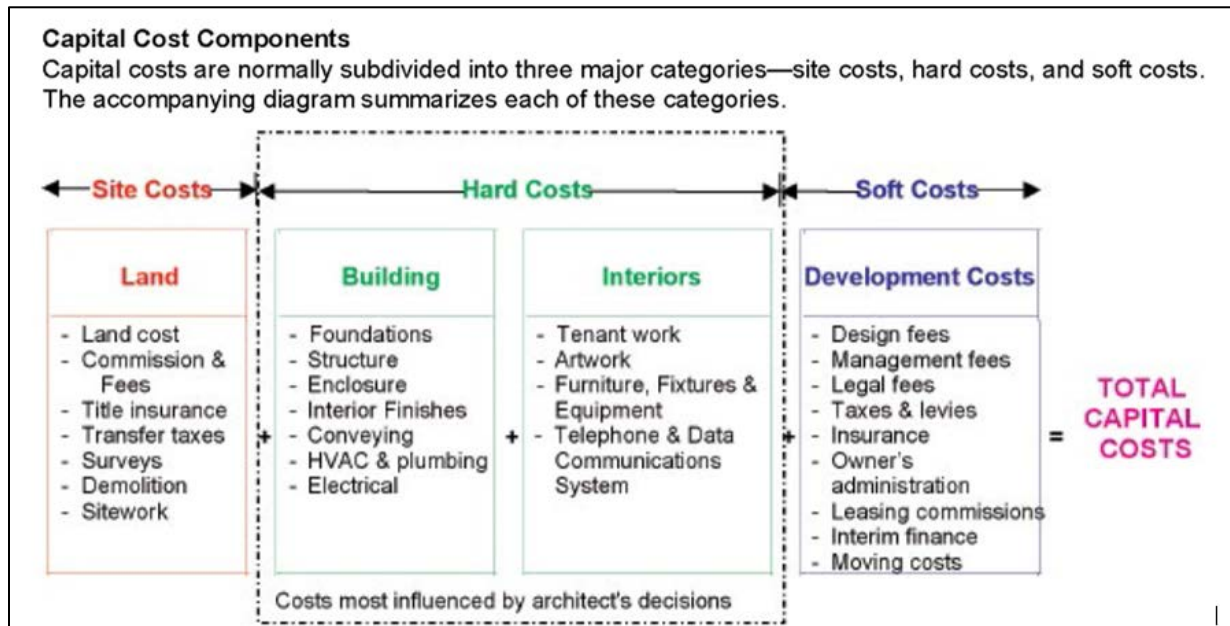 Capital Cost Components
Capital costs are normally subdivided into three major categories—site costs, hard costs, and soft costs.
The accompanying diagram summarizes each of these categories.
Site Costs
Hard Costs
Soft Costs
Land
- Land cost
- Commission &
Fees
- Title insurance
- Transfer taxes
- Surveys
- Demolition
- Sitework
+
Building
- Foundations
- Structure
- Enclosure
- Interior Finishes
- Conveying
- HVAC & plumbing
- Electrical
+
Interiors
- Tenant work
- Artwork
- Furniture, Fixtures &
Equipment
- Telephone & Data
Communications
System
+
Development Costs
- Design fees
- Management fees
- Legal fees
- Taxes & levies
- Insurance
- Owner's
administration
- Leasing commissions
- Interim finance
- Moving costs
=
TOTAL
CAPITAL
COSTS
Costs most influenced by architect's decisions